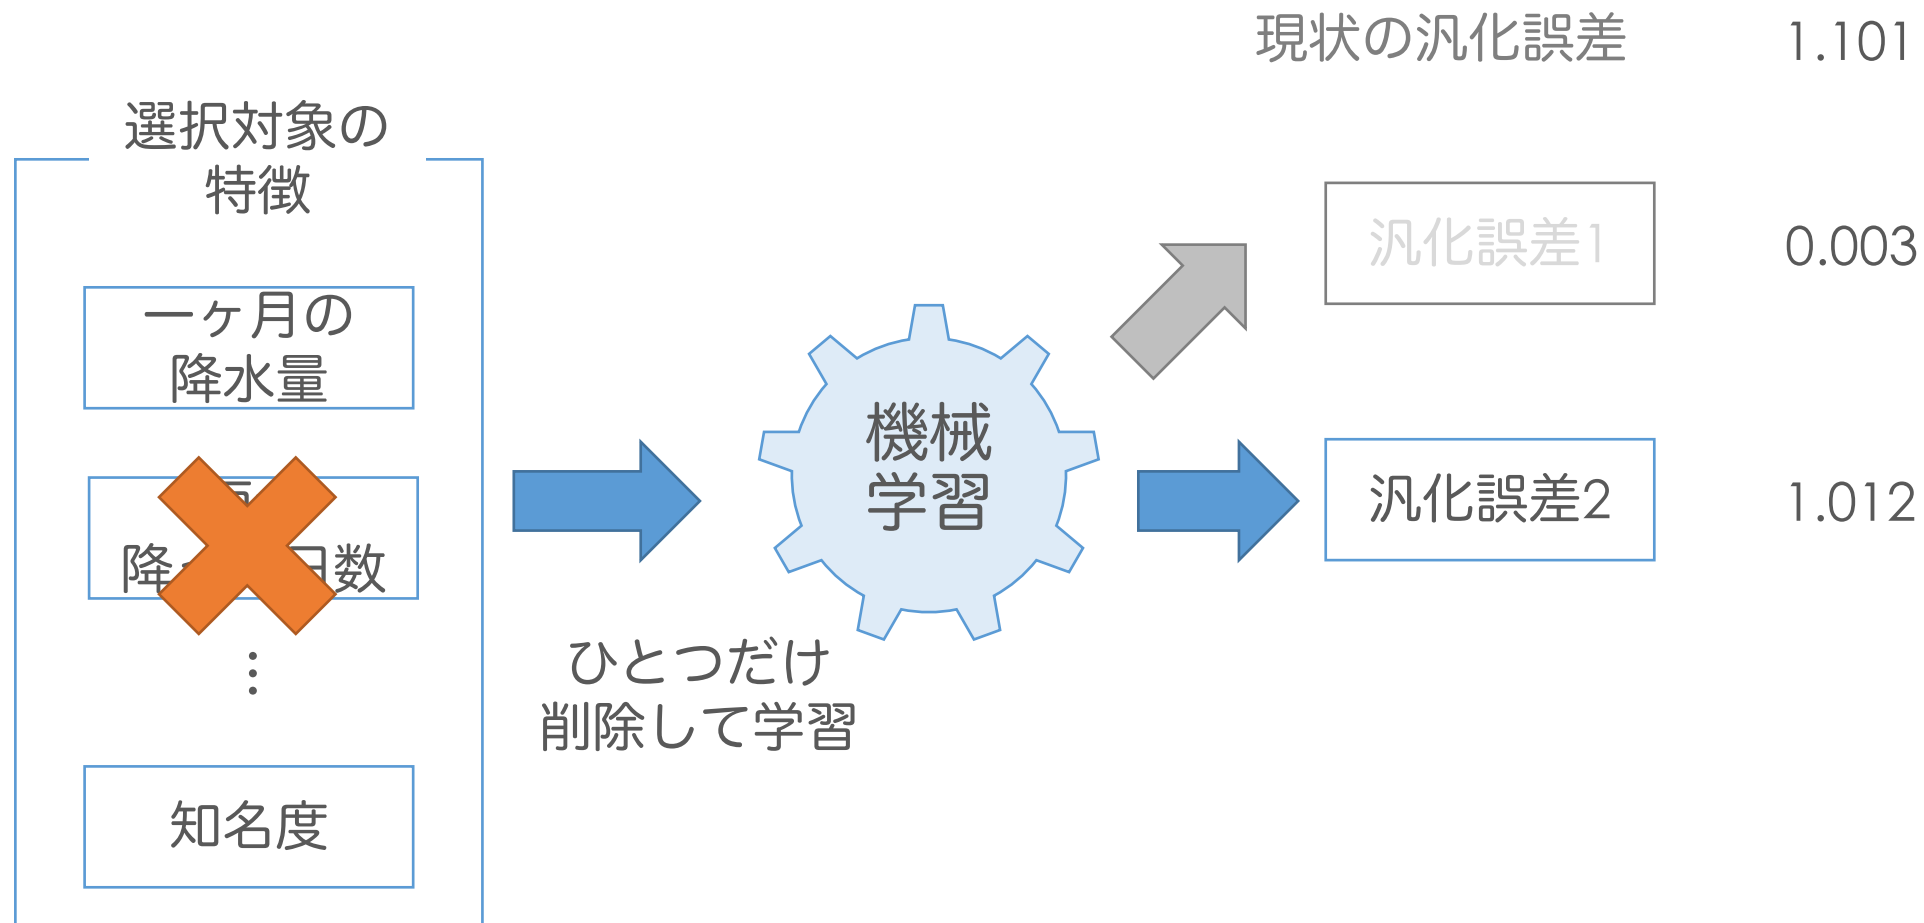 現状の汎化誤差 1.101
選択対象の
特徴
汎化誤差1 0.003
一ヶ月の
降水量
機械
学習
汎化誤差2 1.012
降 日数
⋮
ひとつだけ
削除して学習
知名度